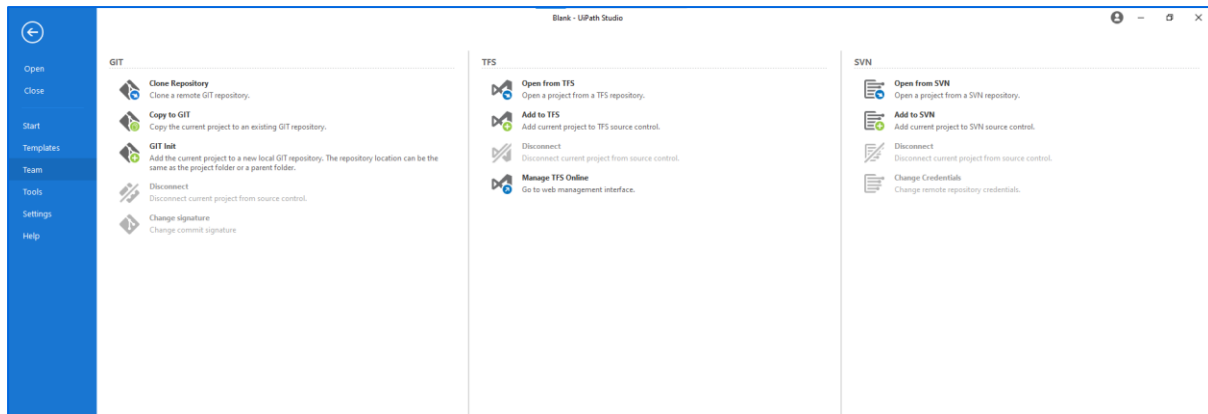 Blank - UiPath Studio
Open
Close
Start
Templates
Team
Tools
Settings
Help
GIT
Clone Repository
Clone a remote GIT repository.
Copy to GIT
Copy the current project to an existing GIT repository.
GIT Init
Add the current project to a new local GIT repository. The repository location can be the
same as the project folder or a parent folder.
Disconnect
Disconnect current project from source control.
Change signature
Change commit signature
TFS
Open from TFS
Open a project from a TFS repository.
Add to TFS
Add current project to TFS source control.
Disconnect
Disconnect current project from source control.
Manage TFS Online
Go to web management interface.
SVN
Open from SVN
Open a project from a SVN repository.
Add to SVN
Add current project to SVN source control.
Disconnect
Disconnect current project from source control.
Change Credentials
Change remote repository credentials.